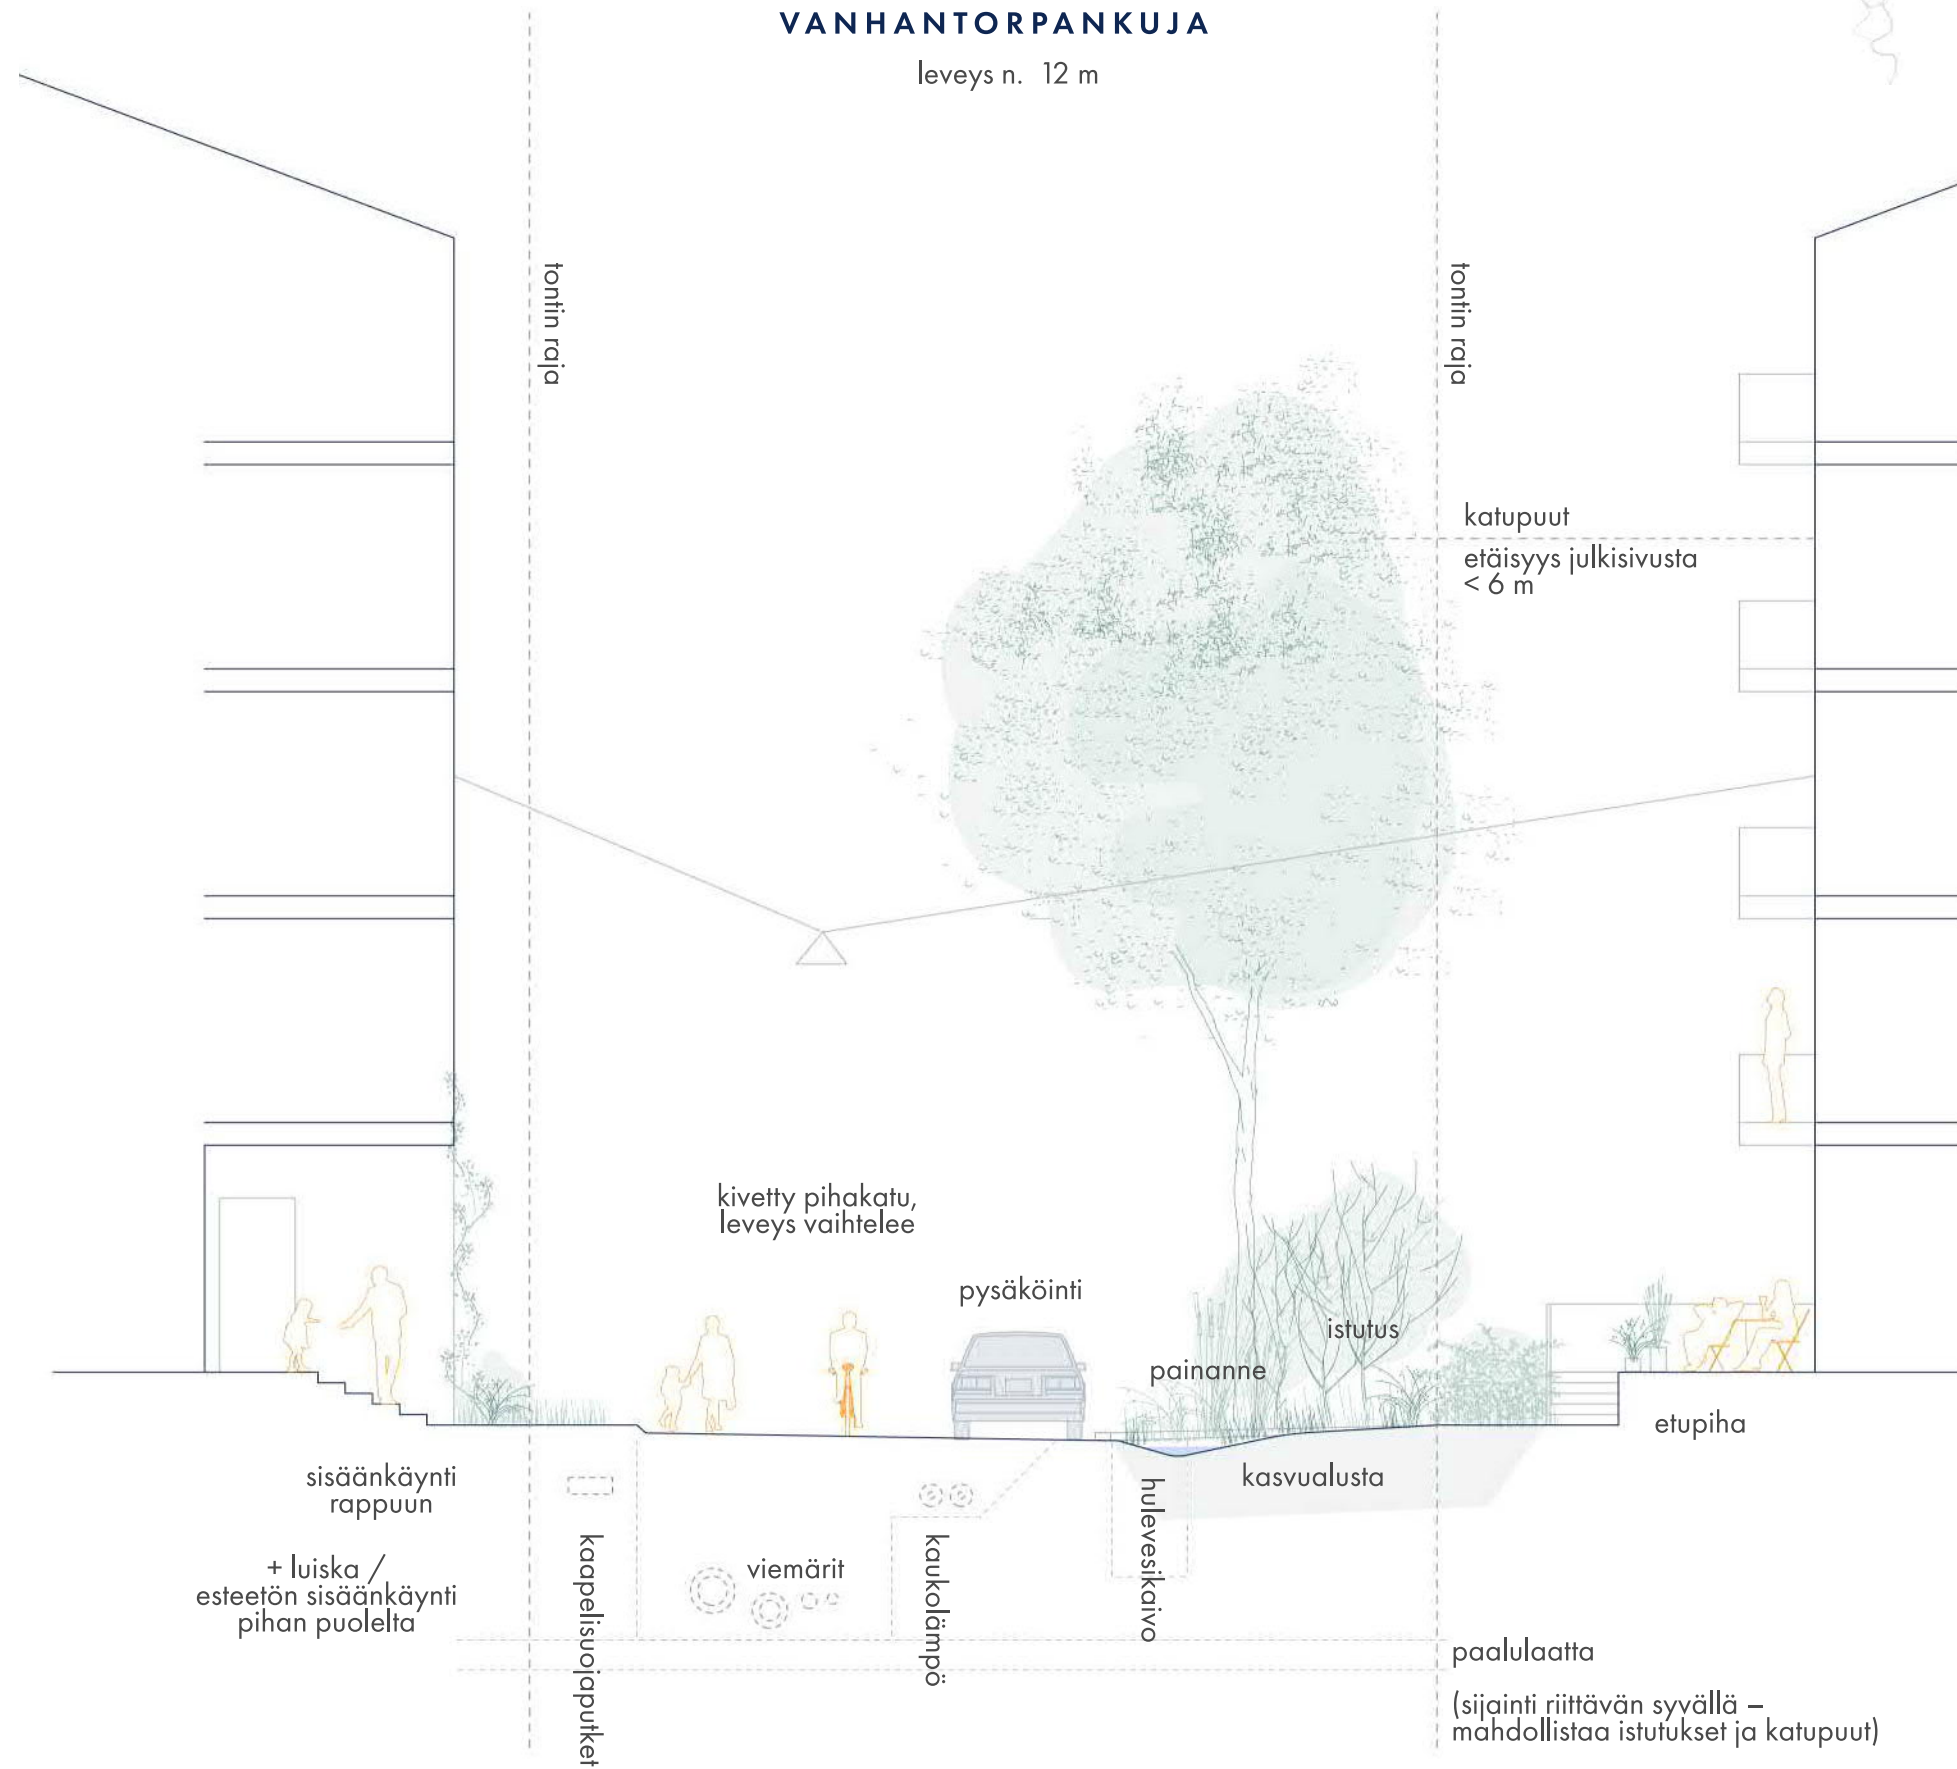 VANHANTORPANKUJA
leveys n. 12 m
tontin raja
tontin raja
katupuut
etäisyys julkisivusta
< 6 m
kivetty pihakatu,
leveys vaihtelee
pysäköinti
istutus
painanne
etupiha
sisäänkäynti
rappuun
+ luiska /
esteetön sisäänkäynti
pihan puolelta
kaapelisuojaputket
viemärit
kaukolämpö
hulevesikaivo
kasvualusta
paalulaatta
(sijainti riittävän syvällä –
mahdollistaa istutukset ja katupuut)